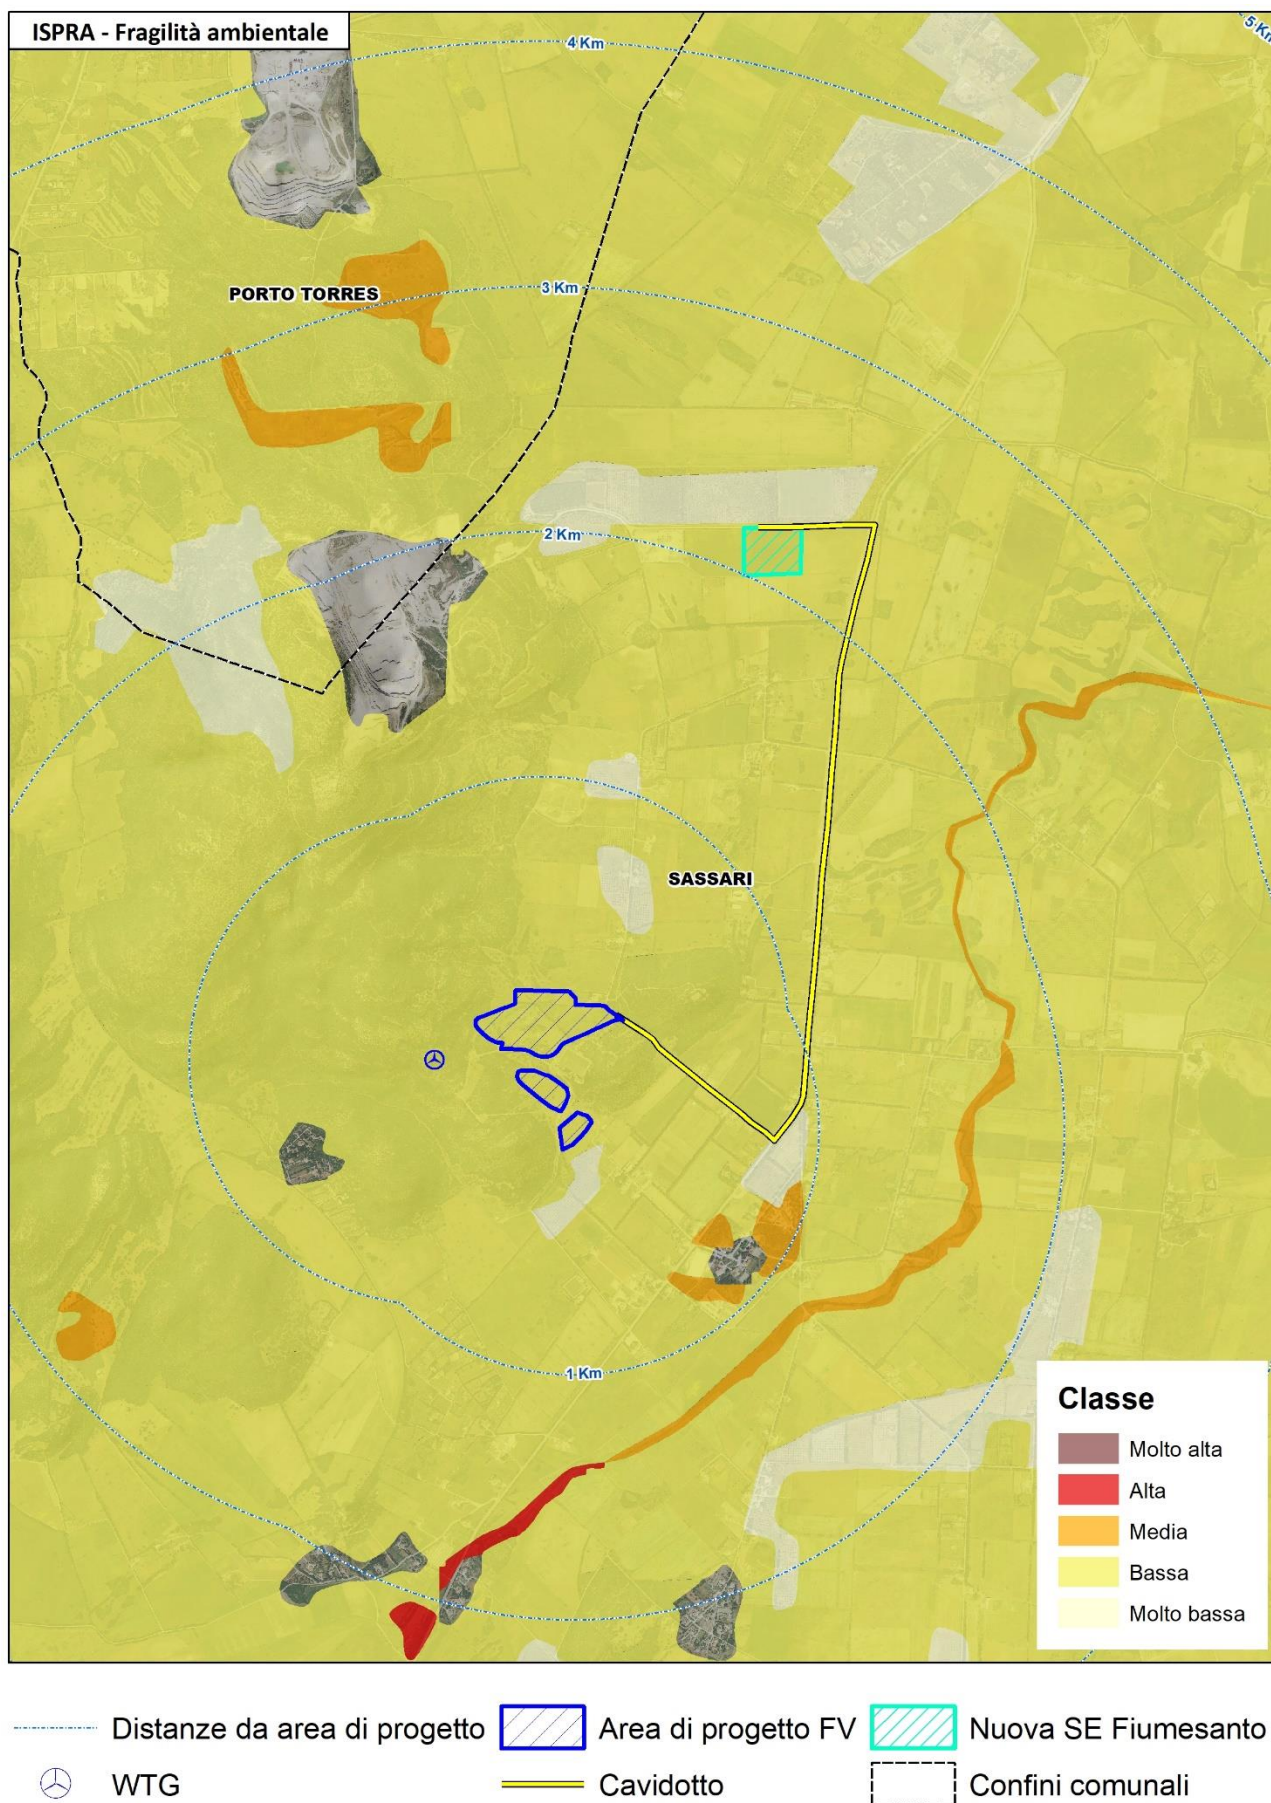 ISPRA - Fragilità ambientale
4 Km
5 Km
PORTO TORRES
3 Km
2 Km
SASSARI
1 Km
Classe
Molto alta
Alta
Media
Bassa
Molto bassa
Distanze da area di progetto
Area di progetto FV
Nuova SE Fiumesanto
WTG
Cavidotto
Confini comunali